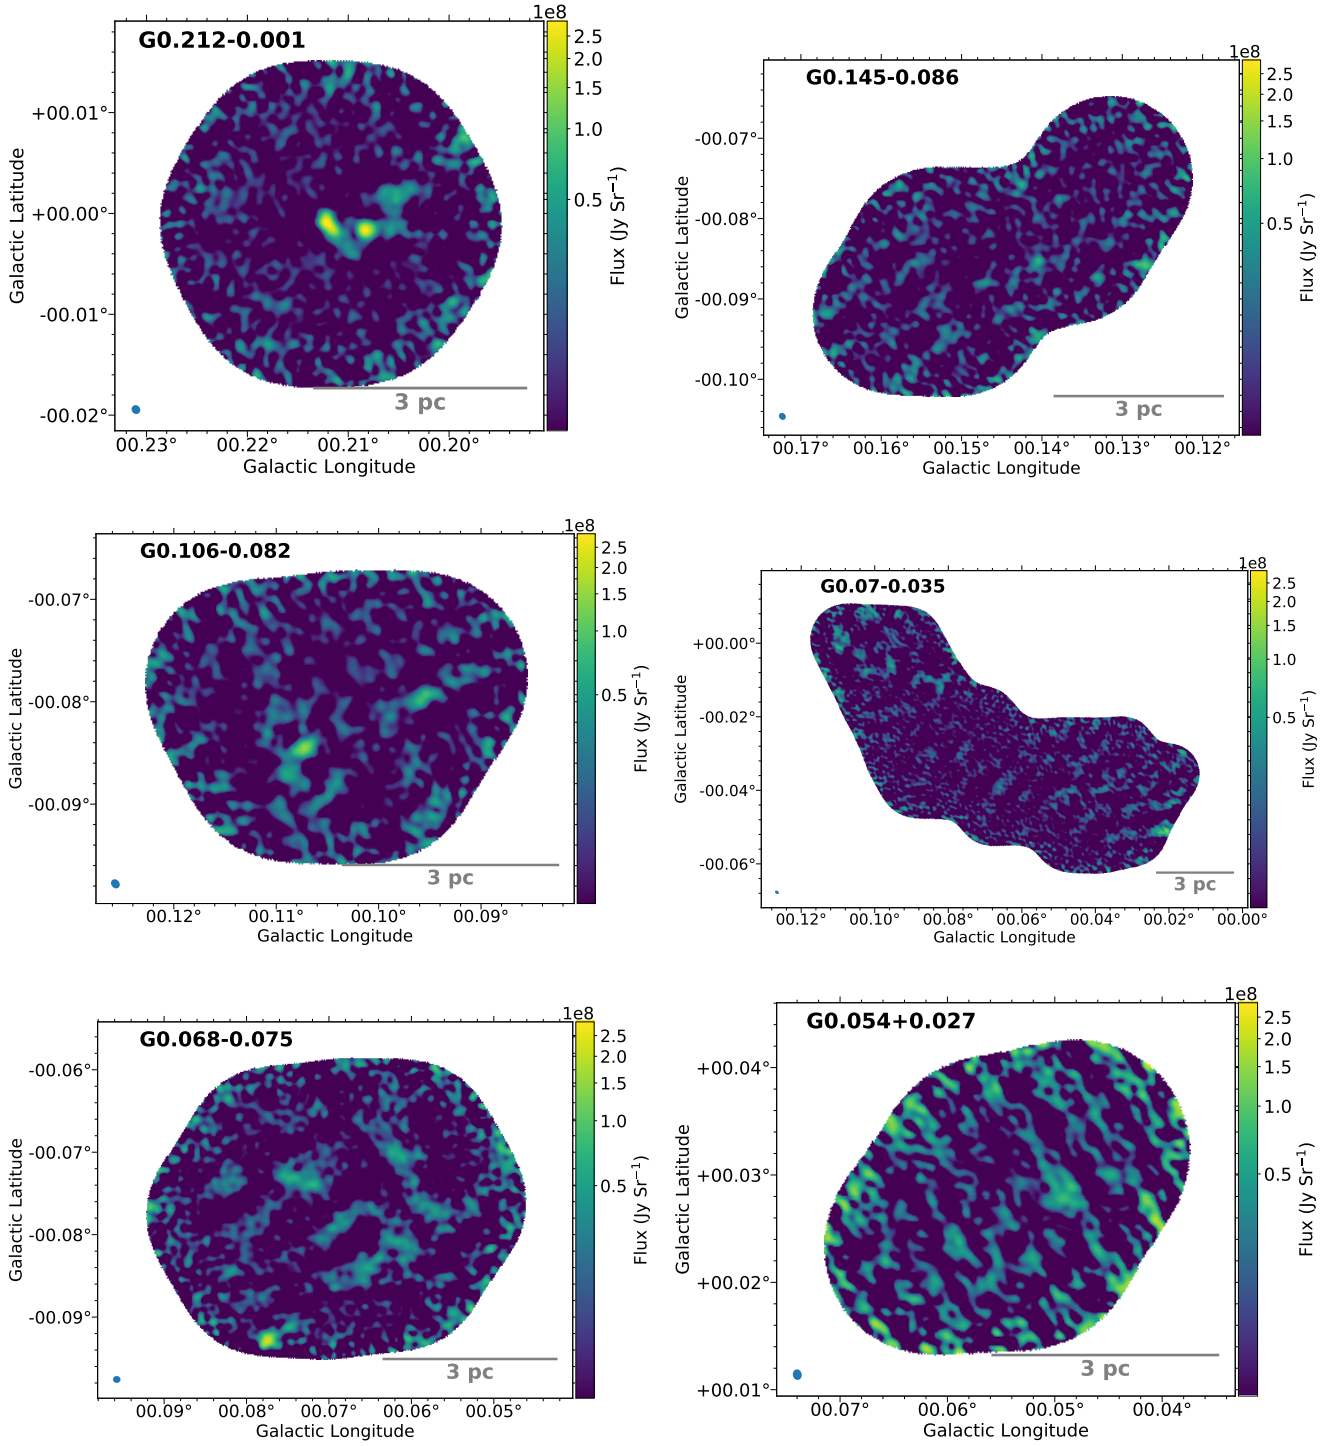 G0.212-0.001
1e8
2.5
2.0
1.0
0.5
Flux (Jy Sr⁻¹)
+00.01°
+00.00°
-00.01°
-00.02°
Galactic Latitude
3 pc
00.23° 00.22° 00.21° 00.20°
Galactic Longitude
G0.145-0.086
1e8
2.5
2.0
1.5
1.0
0.5
Flux (Jy Sr⁻¹)
-00.07°
-00.08°
-00.09°
-00.10°
Galactic Latitude
3 pc
00.17° 00.16° 00.15° 00.14° 00.13° 00.12°
Galactic Longitude
G0.106-0.082
1e8
2.5
2.0
1.0
0.5
Flux (Jy Sr⁻¹)
-00.07°
-00.08°
-00.09°
Galactic Latitude
3 pc
00.12° 00.11° 00.10° 00.09°
Galactic Longitude
G0.07-0.035
1e8
2.5
2.0
1.5
1.0
0.5
Flux (Jy Sr⁻¹)
+00.00°
-00.02°
-00.04°
-00.06°
Galactic Latitude
3 pc
00.12° 00.10° 00.08° 00.06° 00.04° 00.02° 00.00°
Galactic Longitude
G0.068-0.075
1e8
2.5
2.0
1.5
1.0
0.5
Flux (Jy Sr⁻¹)
-00.06°
-00.07°
-00.08°
-00.09°
Galactic Latitude
3 pc
00.09° 00.08° 00.07° 00.06° 00.05°
Galactic Longitude
G0.054+0.027
1e8
2.5
2.0
1.5
1.0
0.5
Flux (Jy Sr⁻¹)
+00.04°
+00.03°
+00.02°
+00.01°
Galactic Latitude
3 pc
00.07° 00.06° 00.05° 00.04°
Galactic Longitude